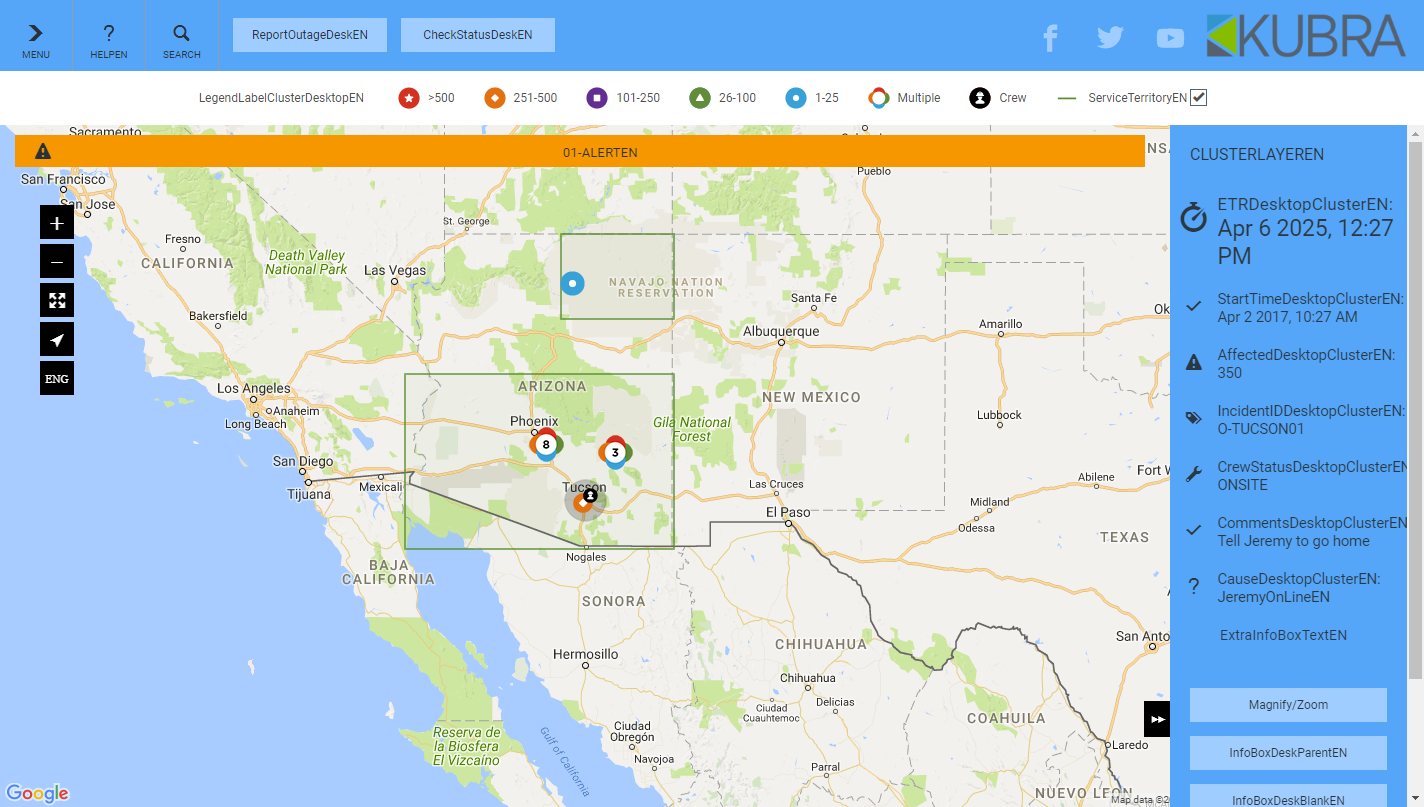 MENU
HELPEN
SEARCH
ReportOutageDeskEN
CheckStatusDeskEN
KUBRA
LegendLabelClusterDesktopEN
>500
251-500
101-250
26-100
1-25
Multiple
Crew
ServiceTerritoryEN
01-ALERTEN
Sacramento
San Francisco
San Jose
Fresno
CALIFORNIA
Death Valley
National Park
Las Vegas
St. George
Pueblo
Bakersfield
NAVAJO NATION
RESERVATION
Santa Fe
Albuquerque
Amarillo
Los Angeles
Anaheim
Long Beach
ARIZONA
Phoenix
8
3
Gila National
Forest
NEW MEXICO
Lubbock
San Diego
Tijuana
Mexicali
Tucson
Las Cruces
El Paso
Abilene
Fort W
Midland
Odessa
TEXAS
Nogales
BAJA
CALIFORNIA
SONORA
CHIHUAHUA
Hermosillo
Chihuahua
Ciudad
Cuauhtemoc
Delicias
San Anto
COAHUILA
Ciudad
Obregón
Navojoa
Parral
Laredo
NUEVO LEON
Reserva de
la Biosfera
El Vizcaíno
Gulf of California
ENG
Google
Map data ©20
CLUSTERLAYEREN
ETRDesktopClusterEN:
Apr 6 2025, 12:27
PM
StartTimeDesktopClusterEN:
Apr 2 2017, 10:27 AM
AffectedDesktopClusterEN:
350
IncidentIDDesktopClusterEN:
O-TUCSON01
CrewStatusDesktopClusterEN
ONSITE
CommentsDesktopClusterEN
Tell Jeremy to go home
CauseDesktopClusterEN:
JeremyOnLineEN
ExtraInfoBoxTextEN
Magnify/Zoom
InfoBoxDeskParentEN
InfoBoxDeskBlankEN